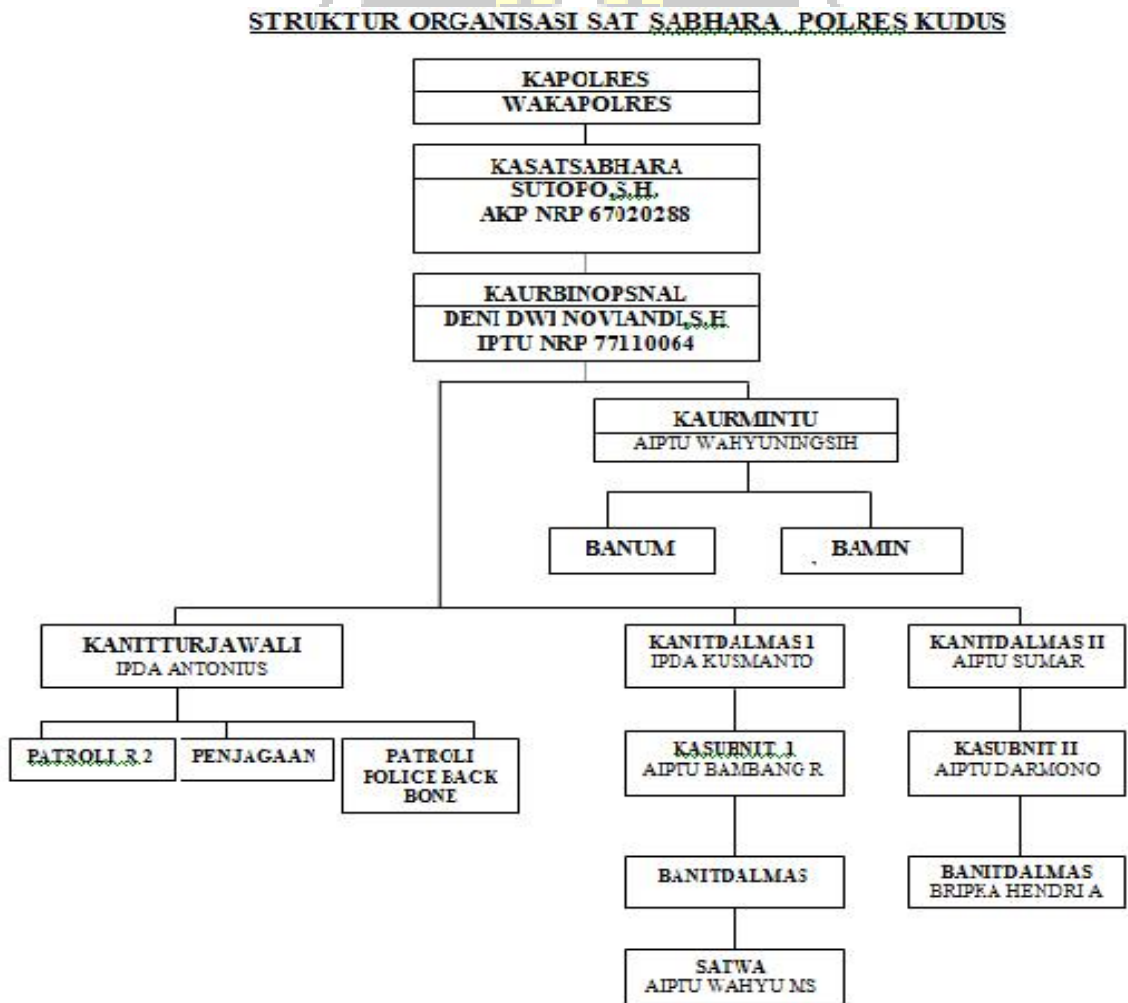 STRUKTUR ORGANISASI SAT SABHARA POLRES KUDUS
KAPOLRES
WAKAPOLRES
KASATSABHARA
SUTOPO,S.H.
AKP NRP 67020288
KAURBINOPSNAL
DENI DWI NOVIANDI,S.H
IPTU NRP 77110064
KAURMINTU
AIPTU WAHYUNINGSIH
BANUM
BAMIN
KANITTURJAWALI
IPDA ANTONIUS
KANITDALMAS I
IPDA KUSMANTO
KANITDALMAS II
AIPTU SUMAR
PATROLI R 2
PENJAGAAN
PATROLI
POLICE BACK
BONE
KASUBNIT I
AIPTU BAMBANG R
KASUBNIT II
AIPTU DARMONO
BANITDALMAS
BANITDALMAS
BRIPKA HENDRI A
SATWA
AIPTU WAHYU MS